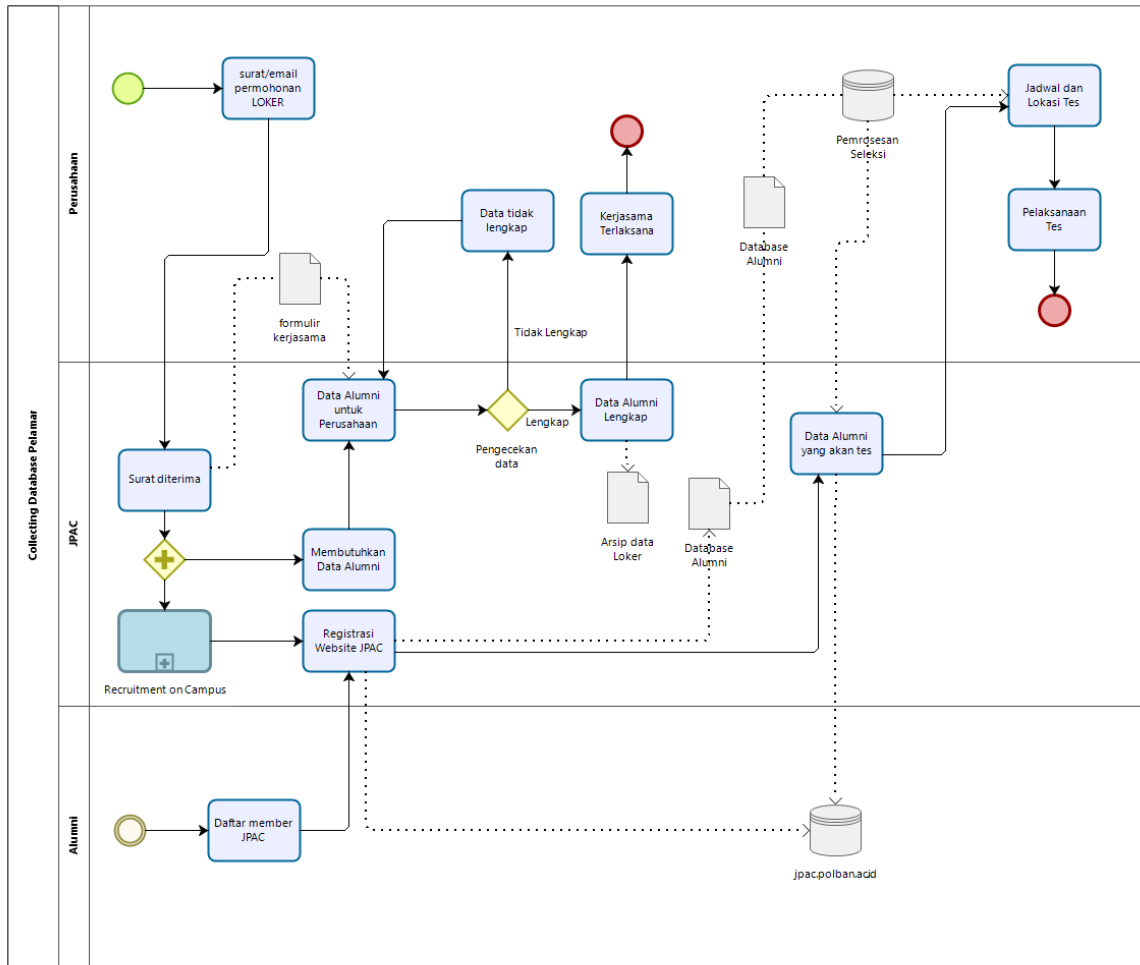 Collecting Database Pelamar
Perusahaan
surat/email
permohonan
LOKER
formulir
kerjasama
Data tidak
lengkap
Tidak Lengkap
Kerjasama
Terlaksana
Database
Alumni
Pemrosesan
Seleksi
Jadwal dan
Lokasi Tes
Pelaksanaan
Tes
JPAC
Surat diterima
Data Alumni
untuk
Perusahaan
Pengecekan
data
Lengkap
Data Alumni
Lengkap
Arsip data
Loker
Database
Alumni
Data Alumni
yang akan tes
Membutuhkan
Data Alumni
Recruitment on Campus
Registrasi
Website JPAC
Alumni
Daftar member
JPAC
jpac.polban.acid